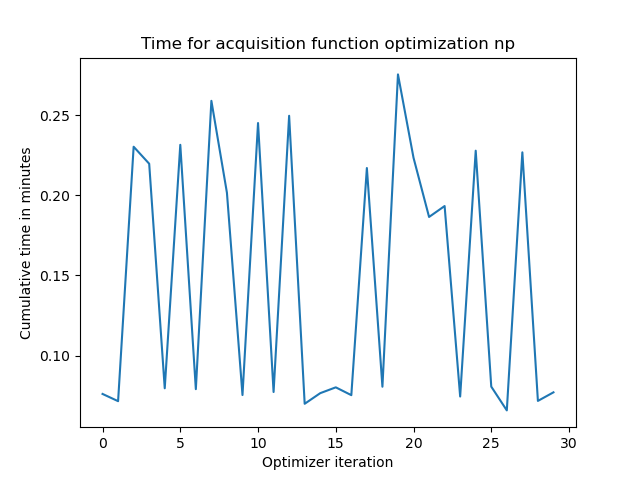 Time for acquisition function optimization np
Cumulative time in minutes
0.25
0.20
0.15
0.10
0 5 10 15 20 25 30
Optimizer iteration